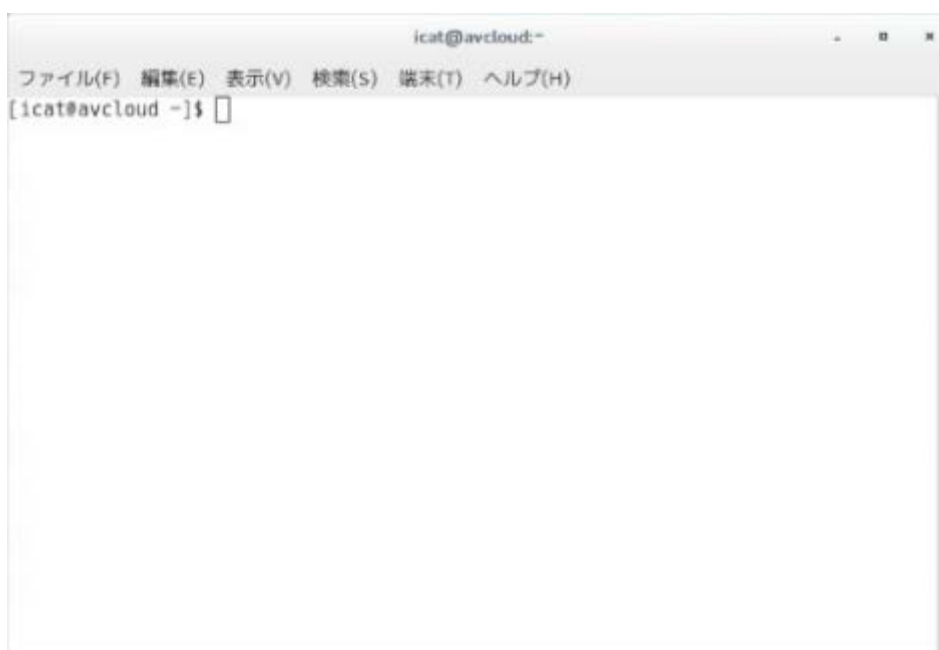 icat@avcloud:~
ファイル(F) 編集(E) 表示(V) 検索(S) 端末(T) ヘルプ(H)
[icat@avcloud ~]$